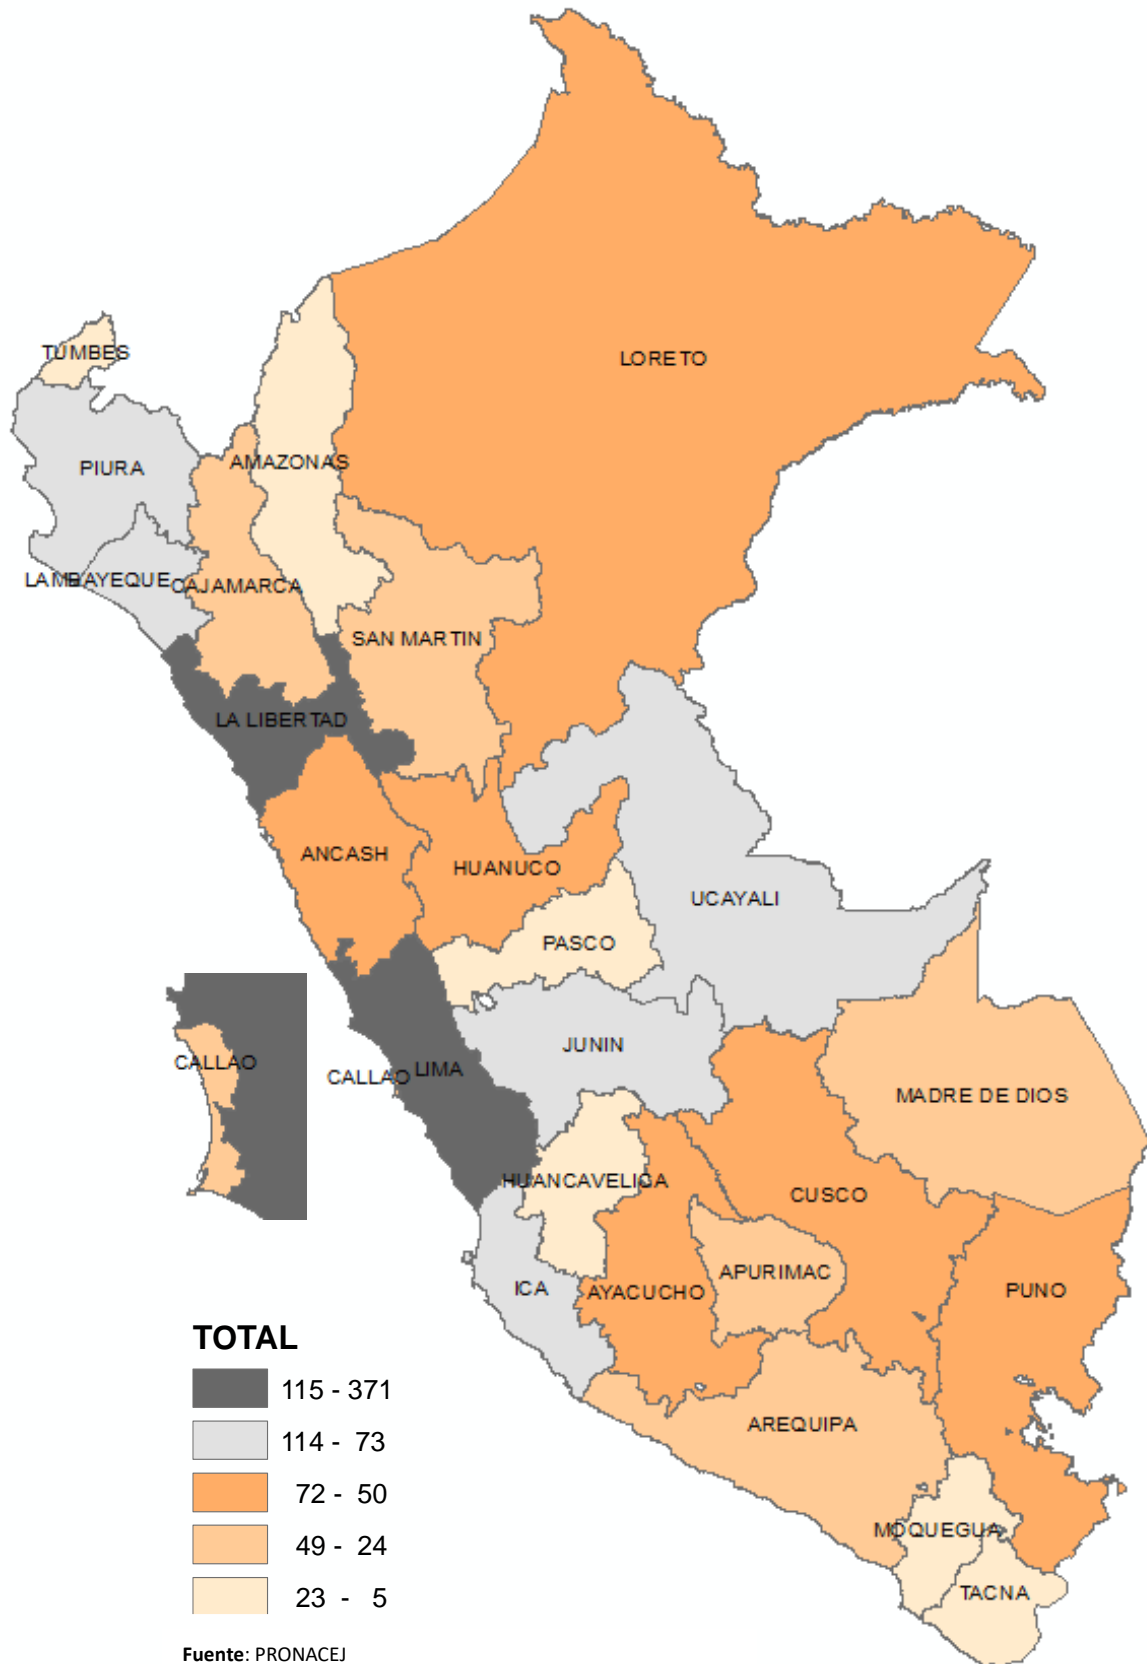 LORETO
TUMBES
AMAZONAS
PIURA
LAMBAYEQUE
CAJAMARCA
SAN MARTIN
LA LIBERTAD
ANCASH
HUANUCO
UCAYALI
PASCO
JUNIN
CALLAO
CALLAO
LIMA
MADRE DE DIOS
HUANCAVELICA
CUSCO
APURIMAC
ICA
AYACUCHO
PUNO
AREQUIPA
MOQUEGUA
TACNA
TOTAL
115 - 371
114 - 73
72 - 50
49 - 24
23 - 5
Fuente: PRONACEJ